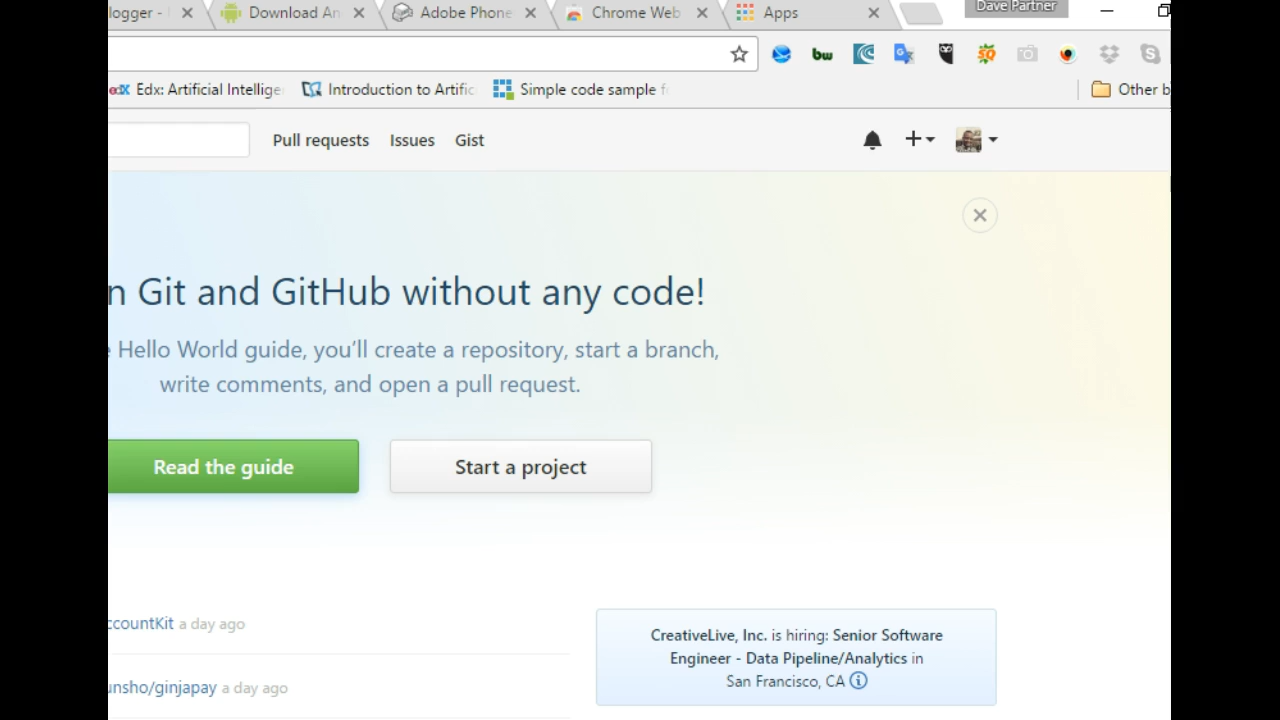 logger - Download An Adobe Phone Chrome Web Apps Dave Partner
edX Edx: Artificial Intellige Introduction to Artific Simple code sample f Other b
Pull requests Issues Gist
n Git and GitHub without any code!
Hello World guide, you’ll create a repository, start a branch,
write comments, and open a pull request.
Read the guide Start a project
ccountKit a day ago
unsho/ginjapay a day ago
CreativeLive, Inc. is hiring: Senior Software
Engineer - Data Pipeline/Analytics in
San Francisco, CA